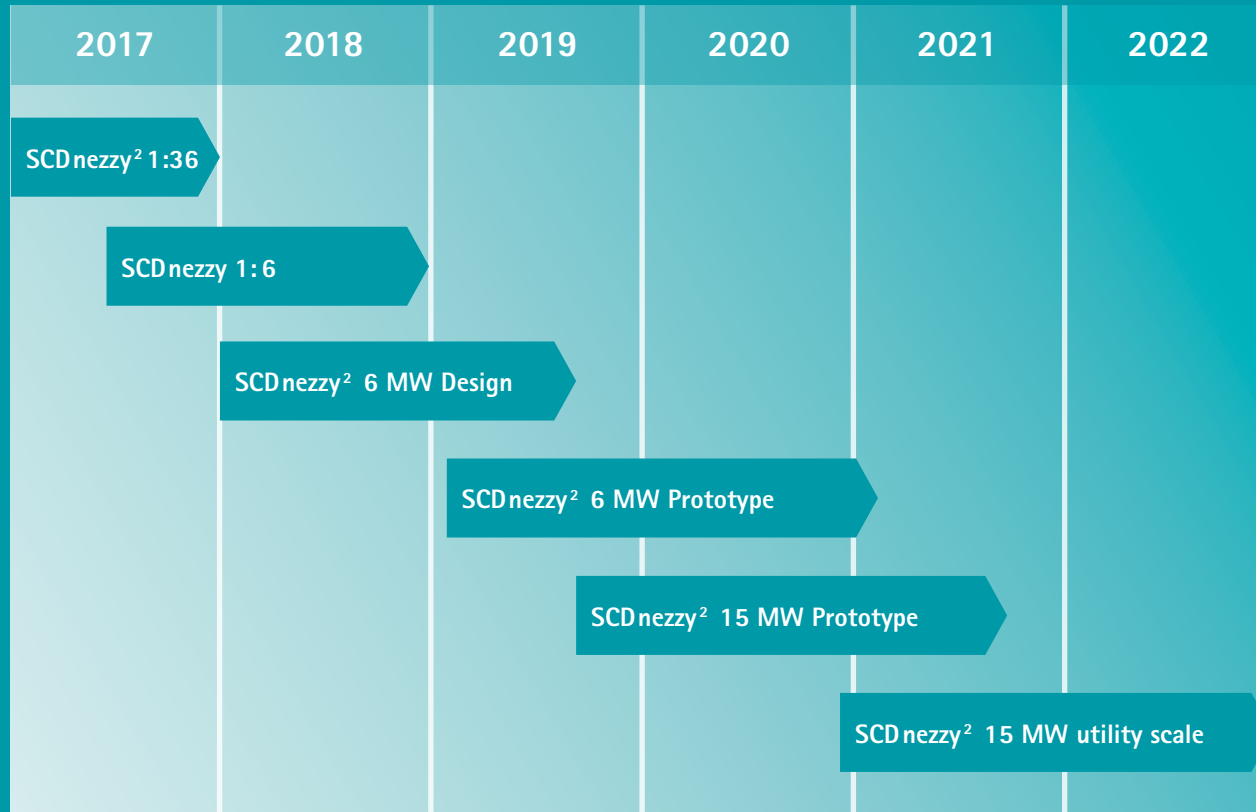 2017 2018 2019 2020 2021 2022
SCDnezzy² 1:36
SCDnezzy 1:6
SCDnezzy² 6 MW Design
SCDnezzy² 6 MW Prototype
SCDnezzy² 15 MW Prototype
SCDnezzy² 15 MW utility scale